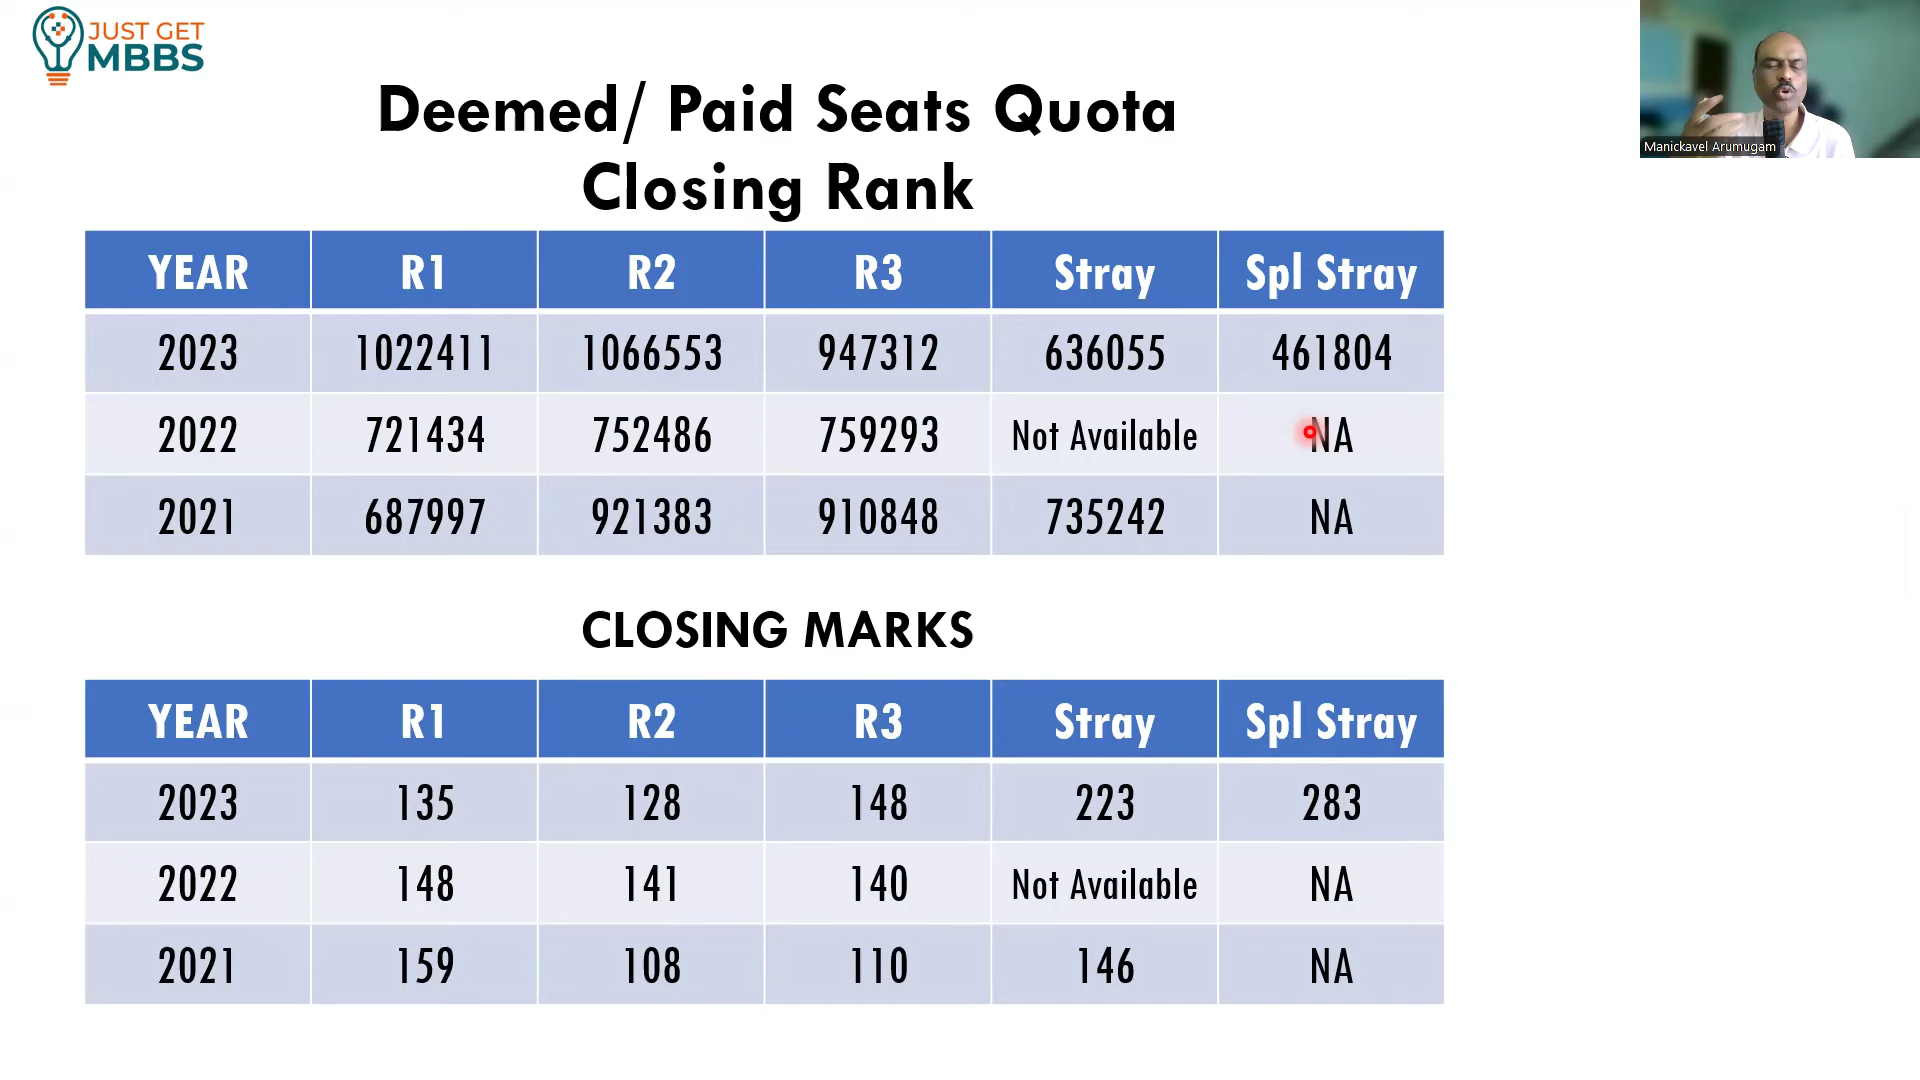 JUST GET
MBBS
Deemed/ Paid Seats Quota
Closing Rank
Manickavel Arumugam
YEAR R1 R2 R3 Stray Spl Stray
2023 1022411 1066553 947312 636055 461804
2022 721434 752486 759293 Not Available NA
2021 687997 921383 910848 735242 NA
CLOSING MARKS
YEAR R1 R2 R3 Stray Spl Stray
2023 135 128 148 223 283
2022 148 141 140 Not Available NA
2021 159 108 110 146 NA